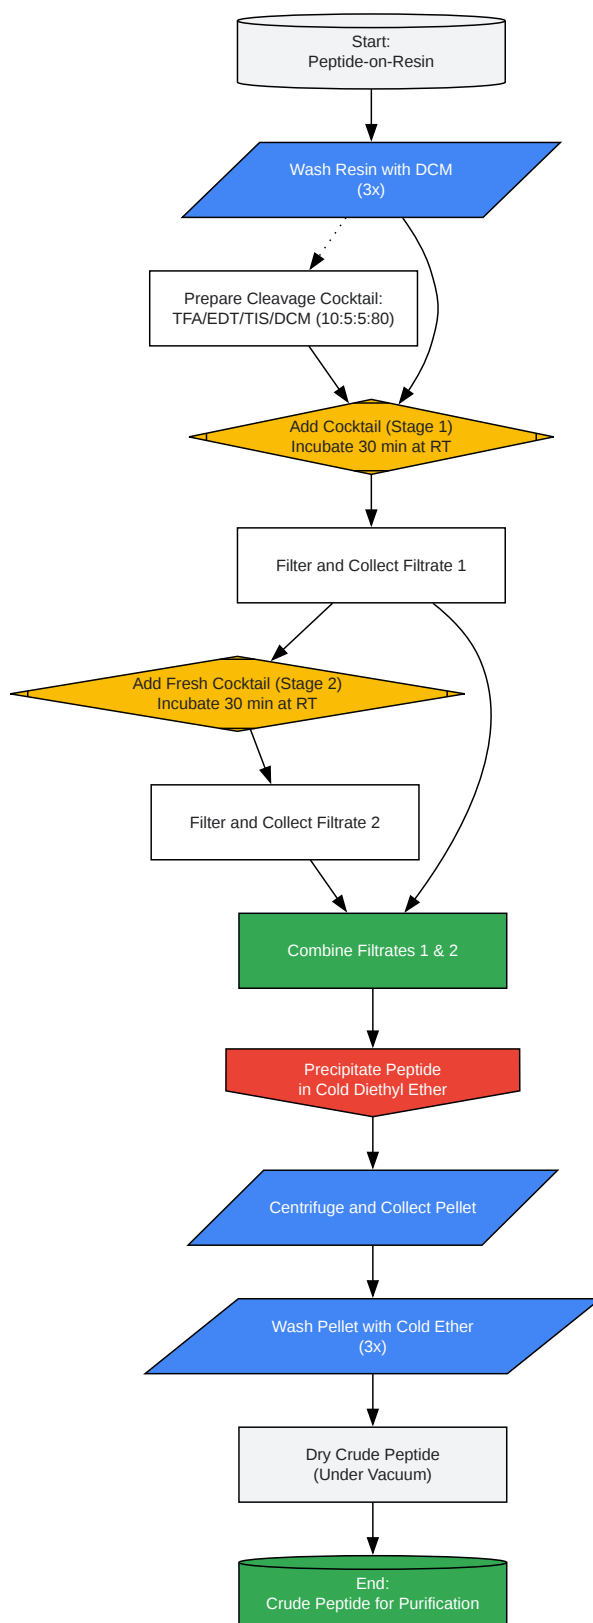 Start:
Peptide-on-Resin
Wash Resin with DCM
(3x)
Prepare Cleavage Cocktail:
TFA/EDT/TIS/DCM (10:5:5:80)
Add Cocktail (Stage 1)
Incubate 30 min at RT
Filter and Collect Filtrate 1
Add Fresh Cocktail (Stage 2)
Incubate 30 min at RT
Filter and Collect Filtrate 2
Combine Filtrates 1 & 2
Precipitate Peptide
in Cold Diethyl Ether
Centrifuge and Collect Pellet
Wash Pellet with Cold Ether
(3x)
Dry Crude Peptide
(Under Vacuum)
End:
Crude Peptide for Purification